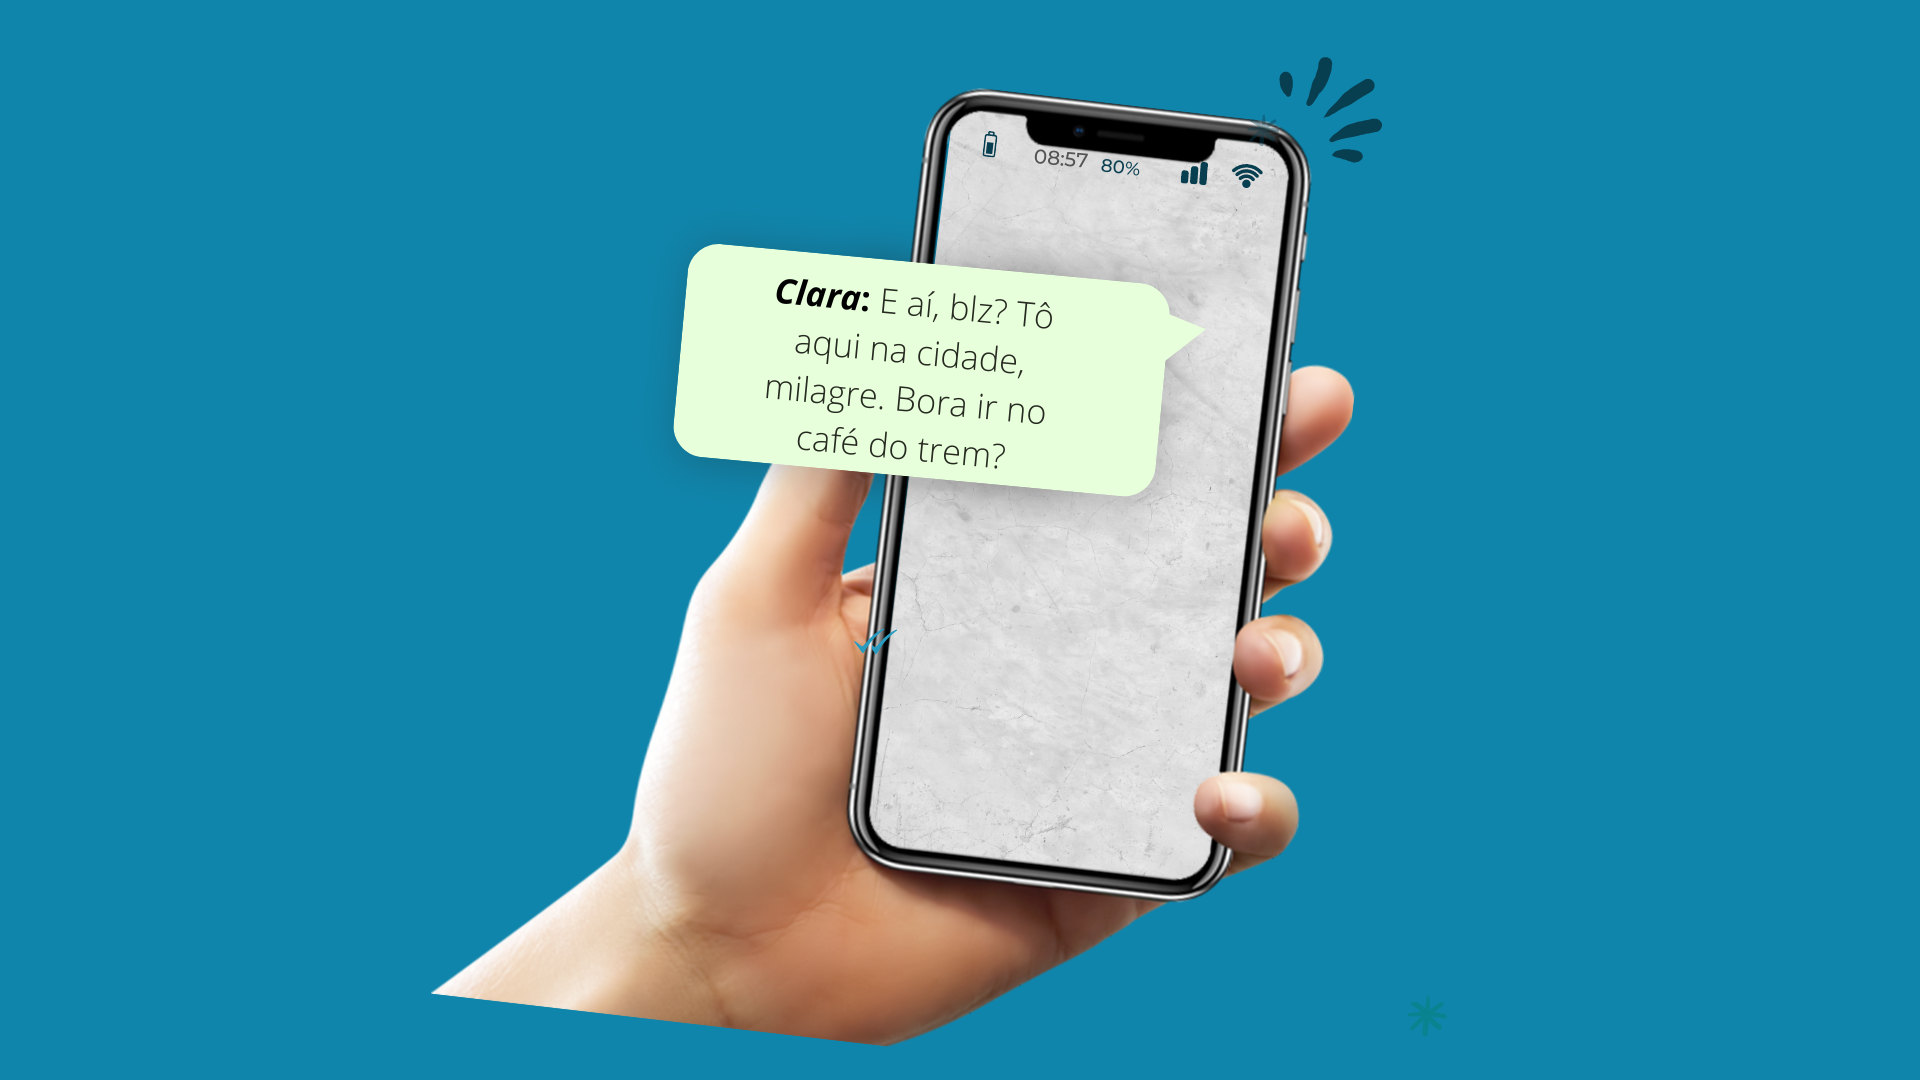 08:57 80%
Clara: E aí, blz? Tô
aqui na cidade,
milagre. Bora ir no
café do trem?